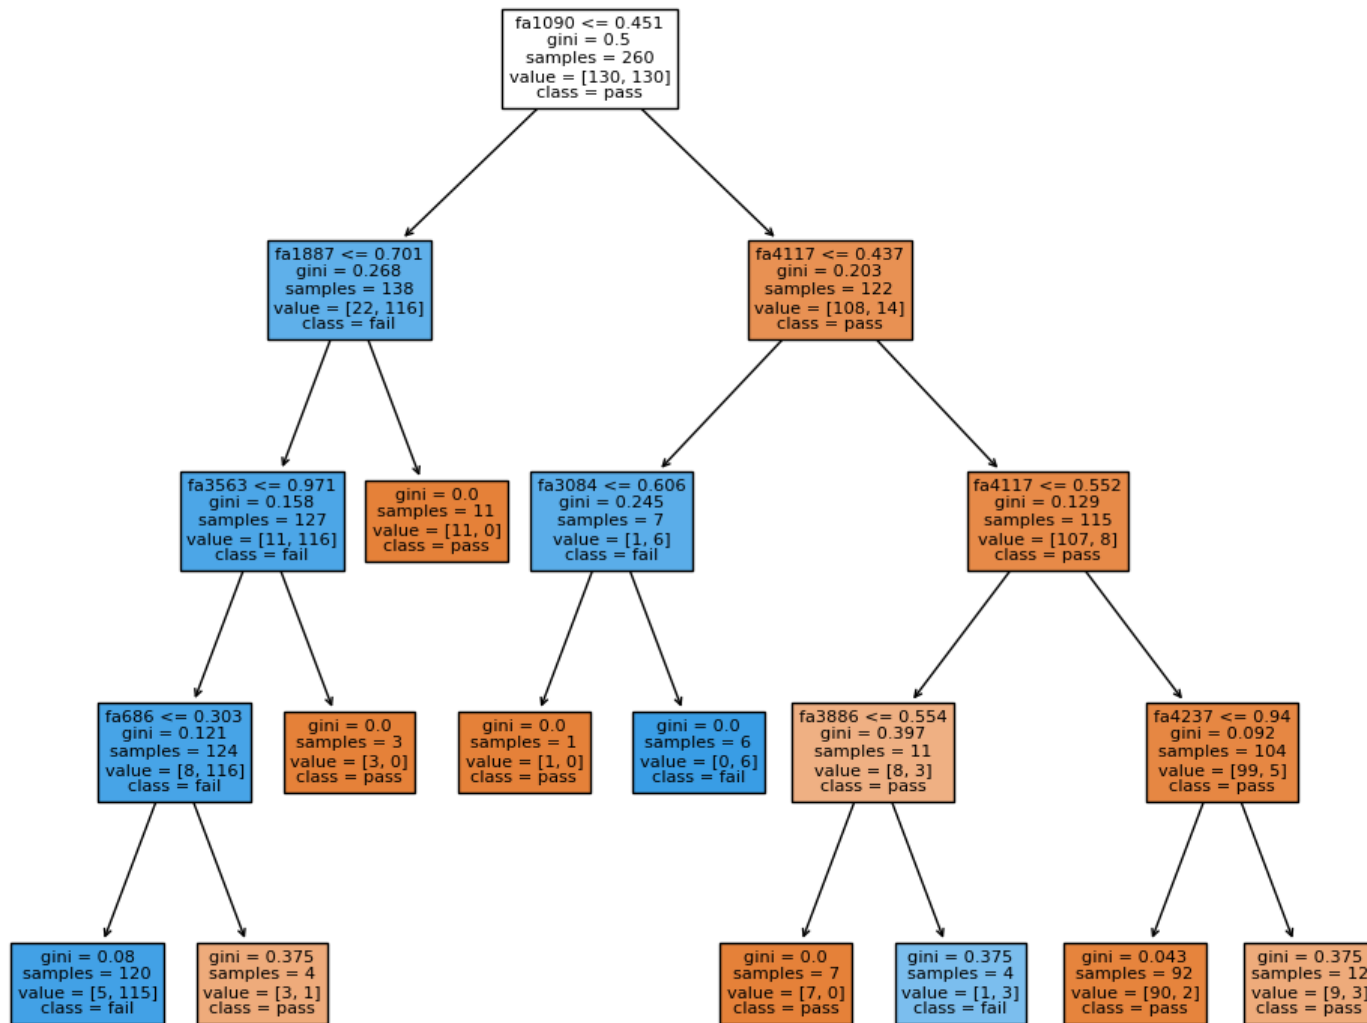 fa1090 <= 0.451
gini = 0.5
samples = 260
value = [130, 130]
class = pass
fa1887 <= 0.701
gini = 0.268
samples = 138
value = [22, 116]
class = fail
fa4117 <= 0.437
gini = 0.203
samples = 122
value = [108, 14]
class = pass
fa3563 <= 0.971
gini = 0.158
samples = 127
value = [11, 116]
class = fail
gini = 0.0
samples = 11
value = [11, 0]
class = pass
fa3084 <= 0.606
gini = 0.245
samples = 7
value = [1, 6]
class = fail
fa4117 <= 0.552
gini = 0.129
samples = 115
value = [107, 8]
class = pass
fa686 <= 0.303
gini = 0.121
samples = 124
value = [8, 116]
class = fail
gini = 0.0
samples = 3
value = [3, 0]
class = pass
gini = 0.0
samples = 1
value = [1, 0]
class = pass
gini = 0.0
samples = 6
value = [0, 6]
class = fail
fa3886 <= 0.554
gini = 0.397
samples = 11
value = [8, 3]
class = pass
fa4237 <= 0.94
gini = 0.092
samples = 104
value = [99, 5]
class = pass
gini = 0.08
samples = 120
value = [5, 115]
class = fail
gini = 0.375
samples = 4
value = [3, 1]
class = pass
gini = 0.0
samples = 7
value = [7, 0]
class = pass
gini = 0.375
samples = 4
value = [1, 3]
class = fail
gini = 0.043
samples = 92
value = [90, 2]
class = pass
gini = 0.375
samples = 12
value = [9, 3]
class = pass